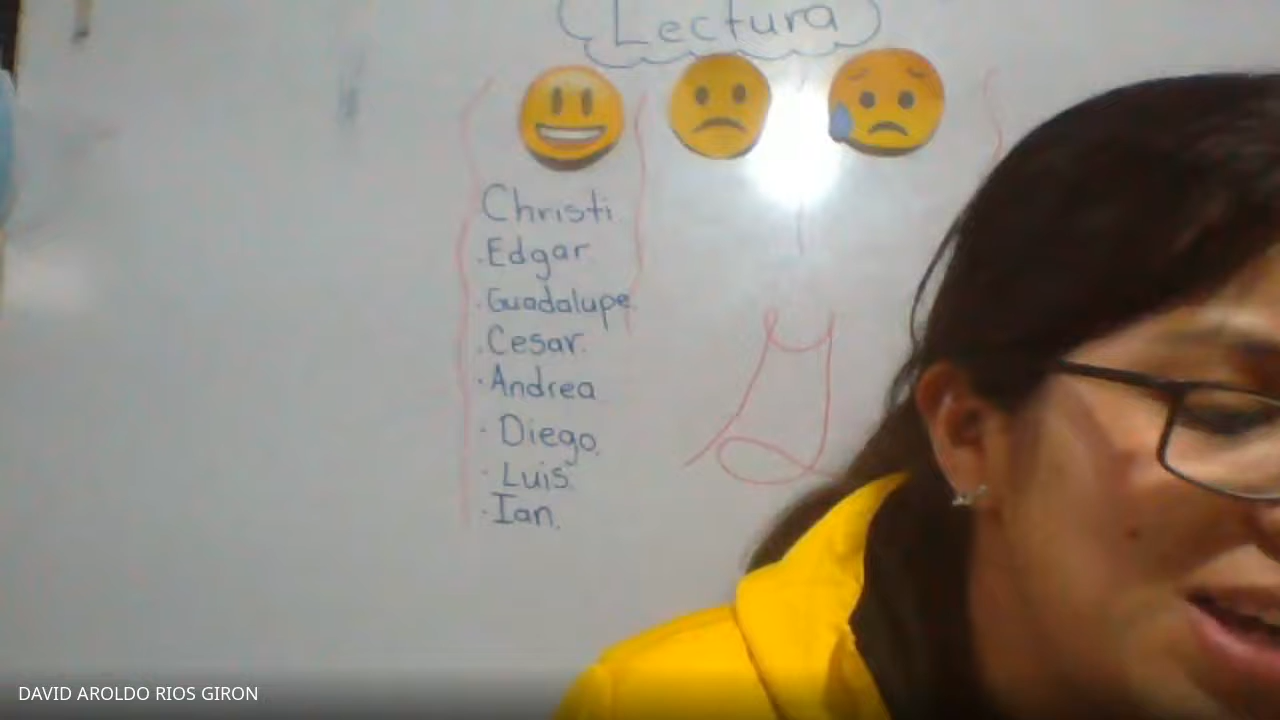 Lectura
Christi
.Edgar
.Guadalupe.
.Cesar.
·Andrea
· Diego.
· Luis.
·Ian.
DAVID AROLDO RIOS GIRON